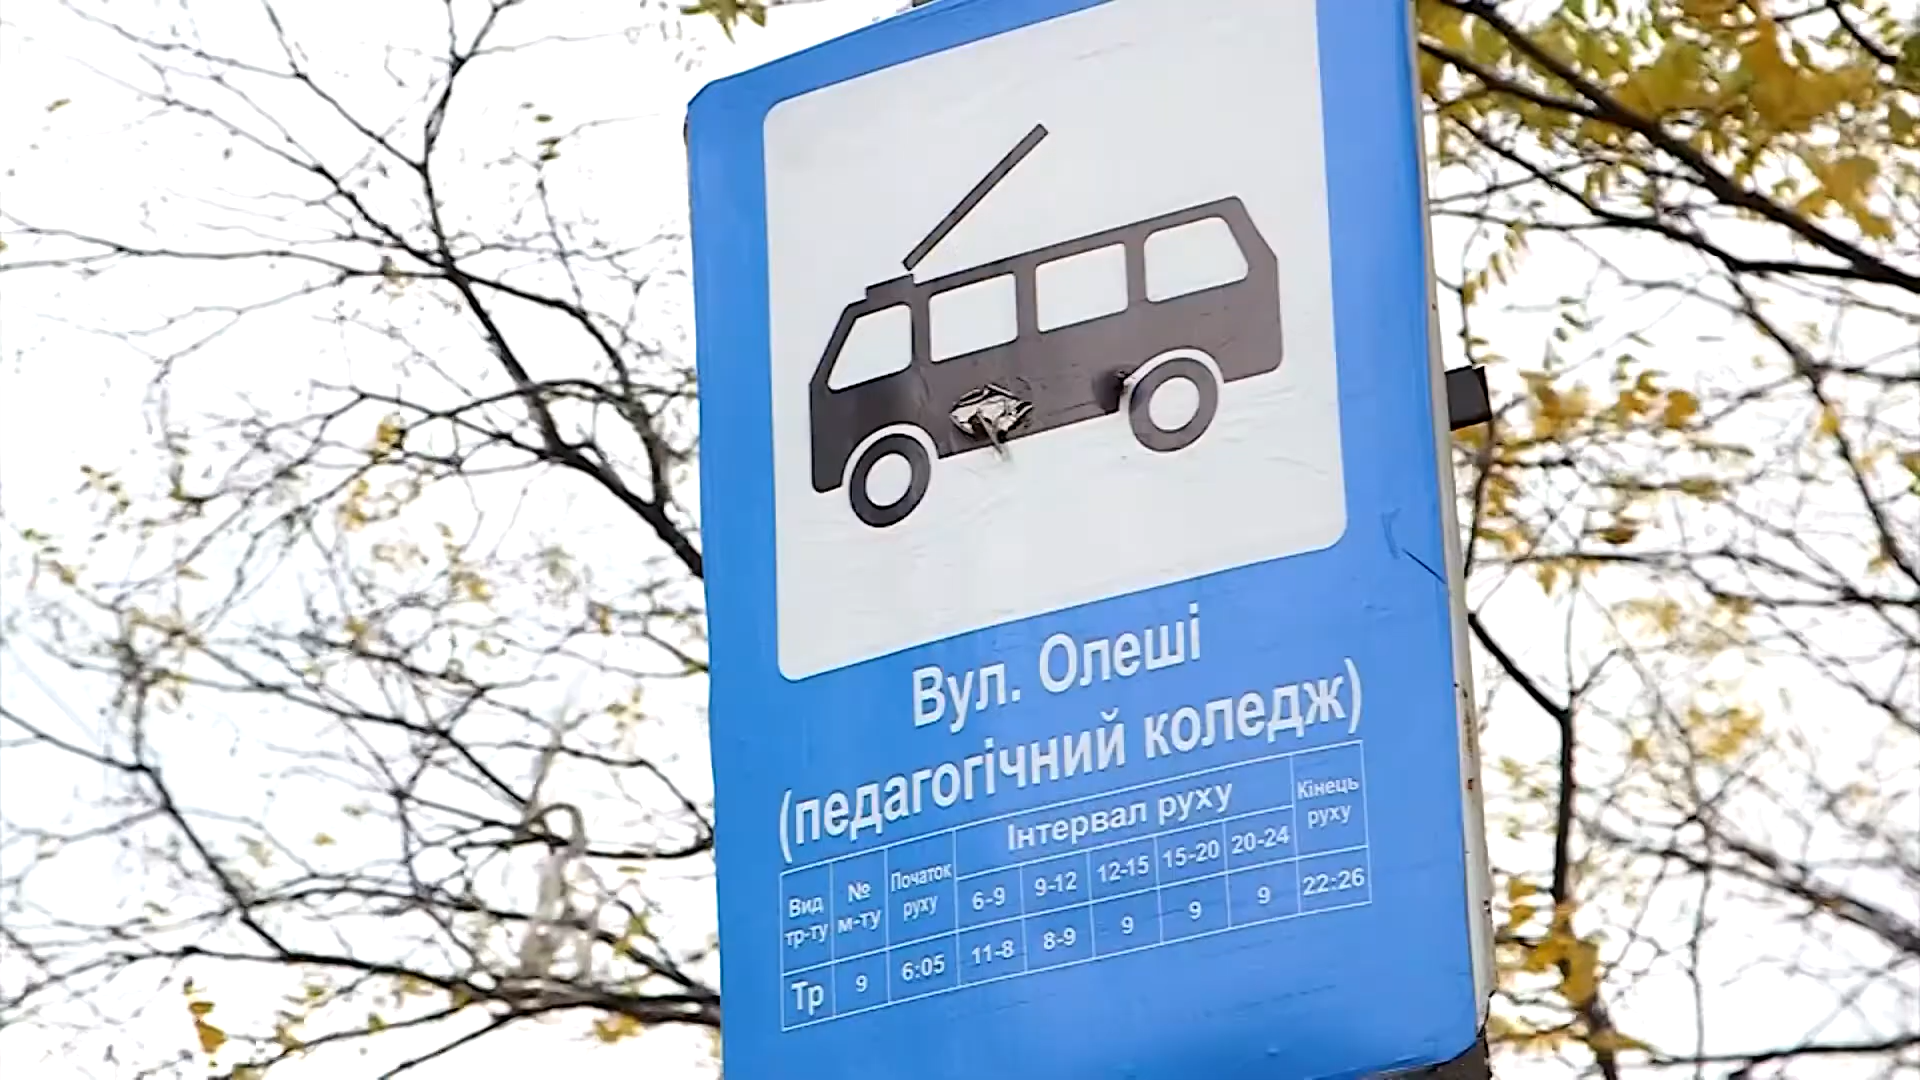 Вул. Олеші
(педагогічний коледж)
Вид тр-ту № м-ту Початок руху Інтервал руху Кінець руху
6-9 9-12 12-15 15-20 20-24
Тр 9 6:05 11-8 8-9 9 9 9 22:26